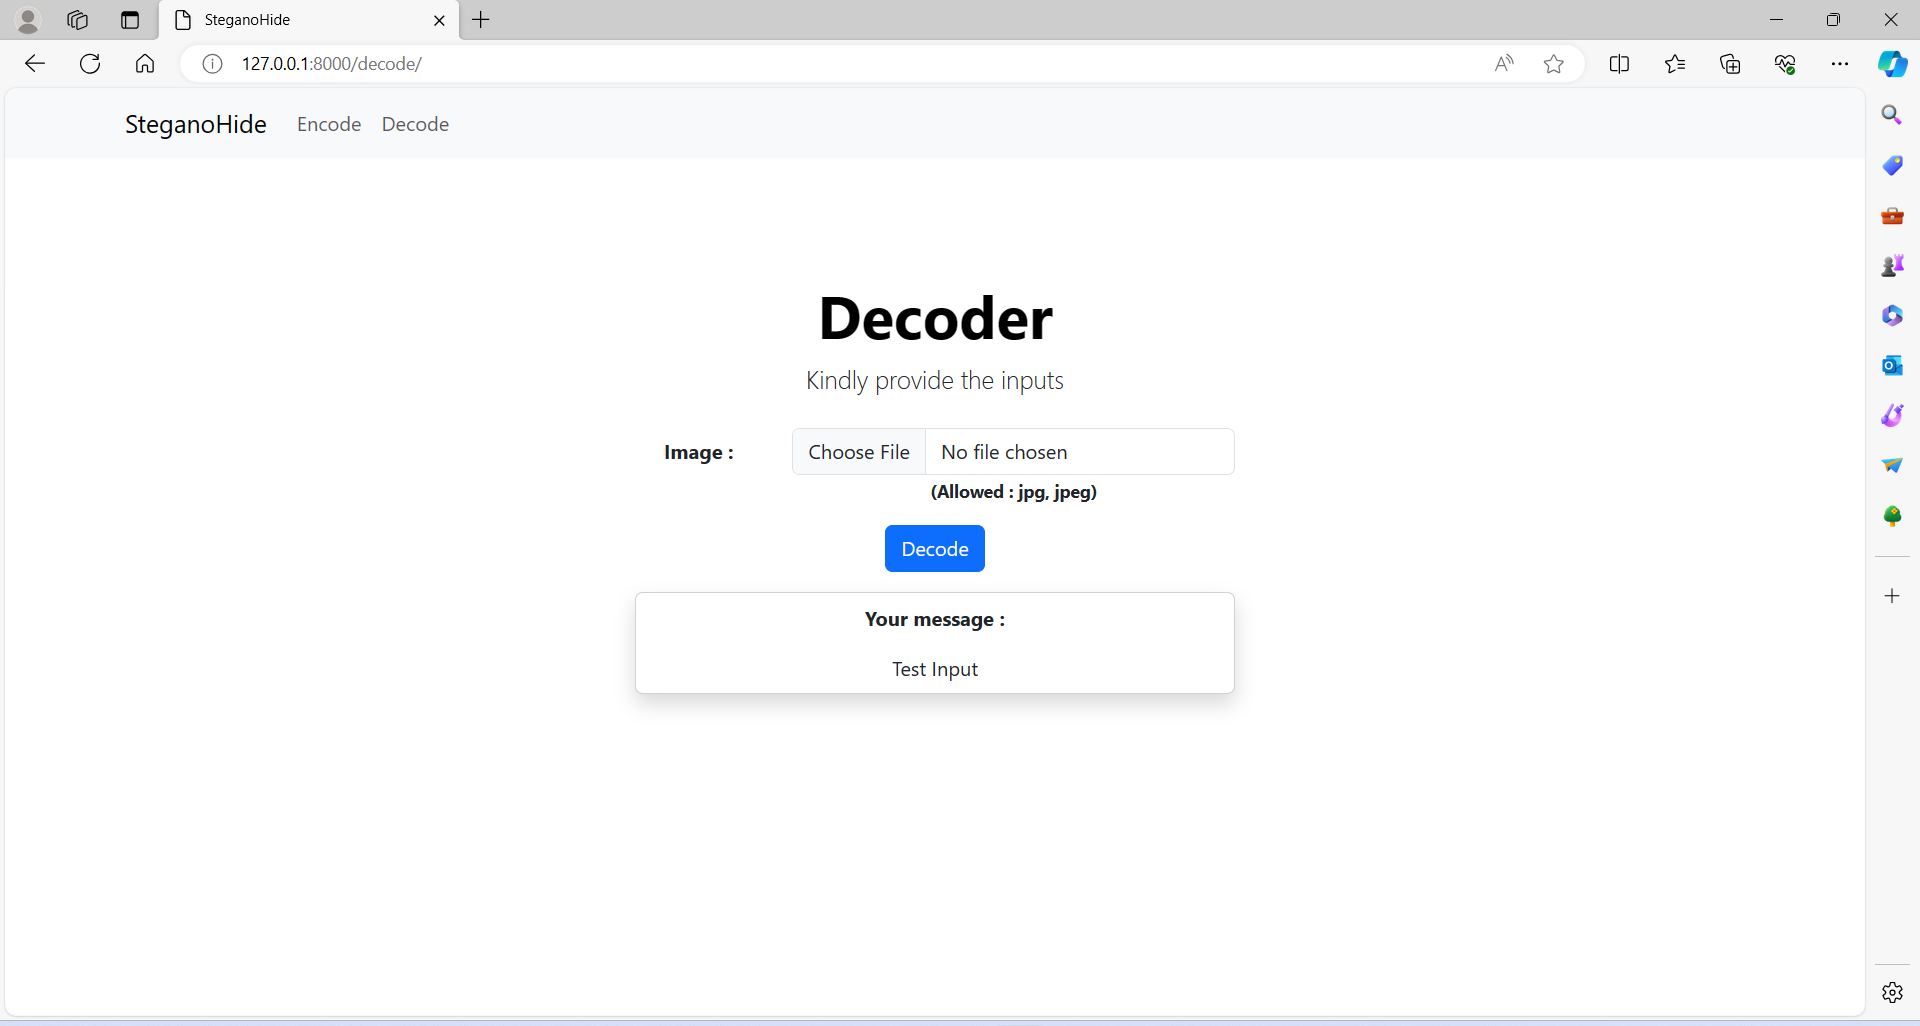 SteganoHide
127.0.0.1:8000/decode/
SteganoHide Encode Decode
Decoder
Kindly provide the inputs
Image : Choose File No file chosen
(Allowed : jpg, jpeg)
Decode
Your message :
Test Input